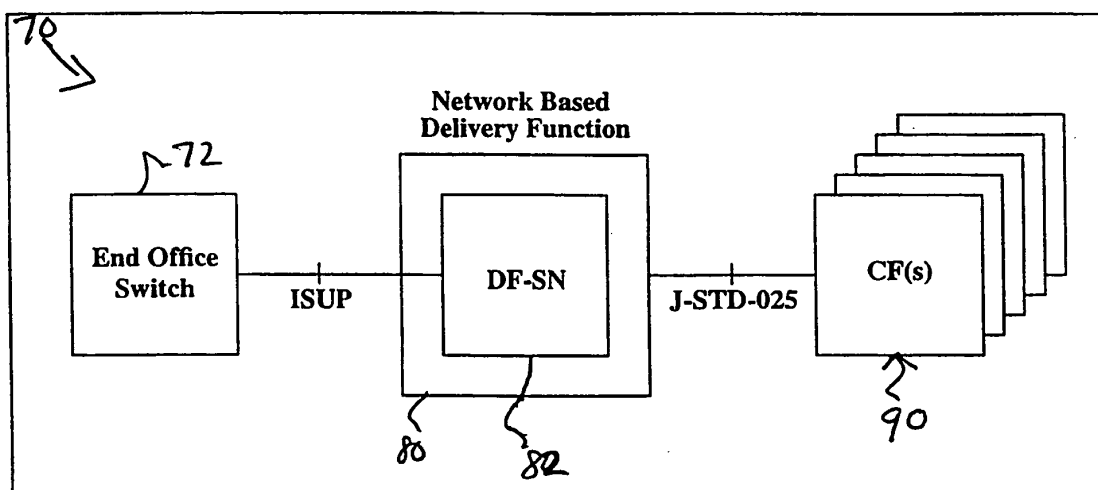 70
Network Based
Delivery Function
72
End Office
Switch
ISUP
DF-SN
J-STD-025
CF(s)
80
82
90